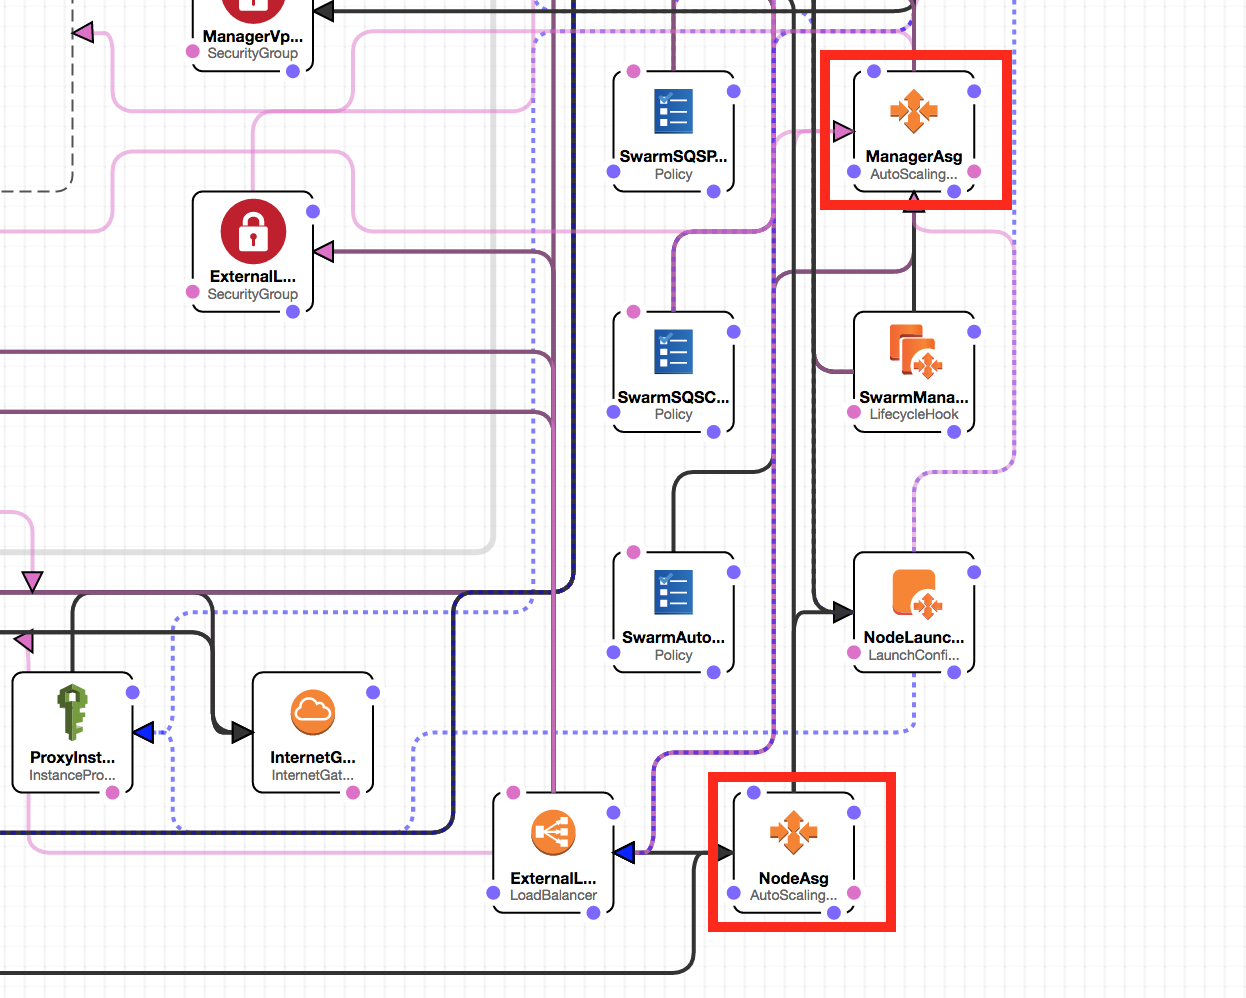 ManagerVp...
SecurityGroup
SwarmSQSP...
Policy
ManagerAsg
AutoScaling...
ExternalL...
SecurityGroup
SwarmSQSC...
Policy
SwarmMana...
LifecycleHook
SwarmAuto...
Policy
NodeLaunc...
LaunchConfi...
ProxyInst...
InstancePro...
InternetG...
InternetGat...
ExternalL...
LoadBalancer
NodeAsg
AutoScaling...